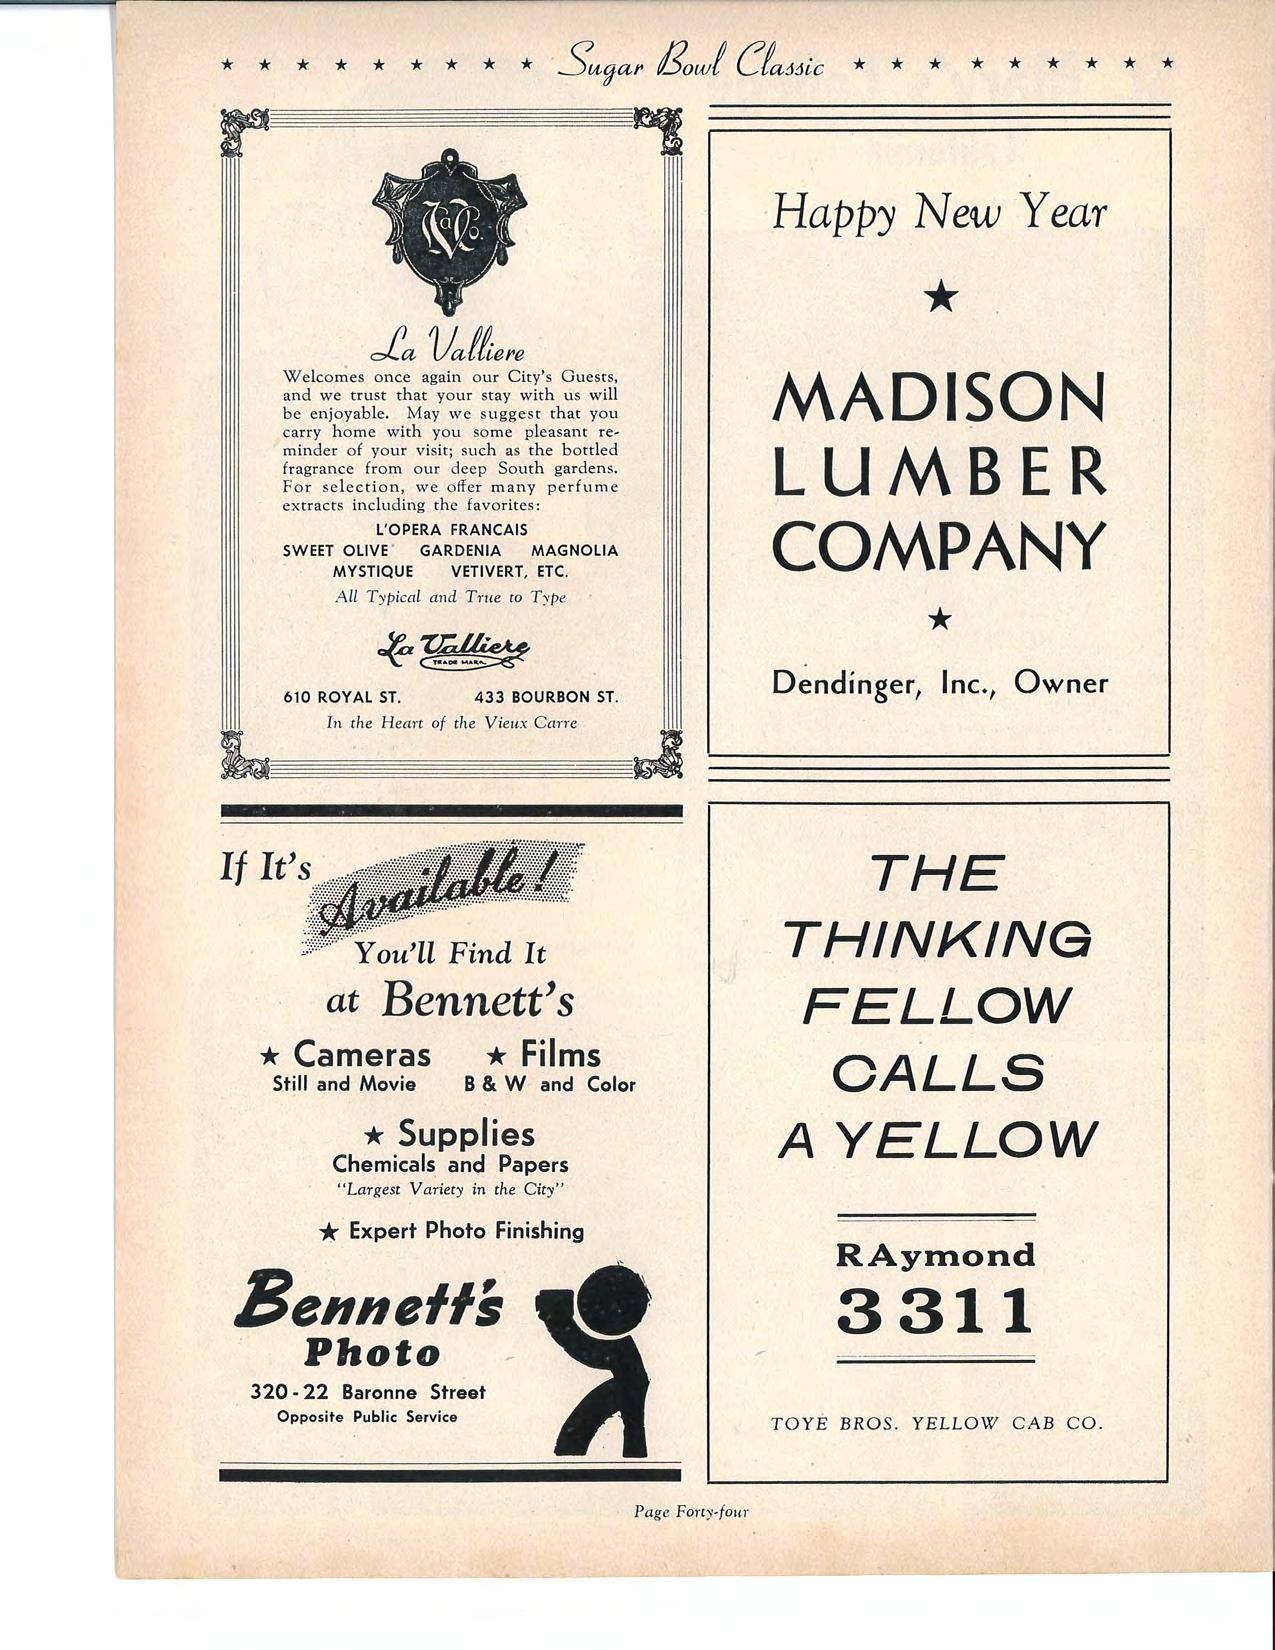 Sugar Bowl Classic
LaV Co.
La Valliere
Welcomes once again our City's Guests,
and we trust that your stay with us will
be enjoyable. May we suggest that you
carry home with you some pleasant re-
minder of your visit; such as the bottled
fragrance from our deep South gardens.
For selection, we offer many perfume
extracts including the favorites:
L'OPERA FRANCAIS
SWEET OLIVE GARDENIA MAGNOLIA
MYSTIQUE VETIVERT, ETC.
All Typical and True to Type
La Valliere
TRADE MARK
610 ROYAL ST. 433 BOURBON ST.
In the Heart of the Vieux Carre
Happy New Year
MADISON
LUMBER
COMPANY
Dendinger, Inc., Owner
If It's
Available!
You'll Find It
at Bennett's
★ Cameras ★ Films
Still and Movie B & W and Color
★ Supplies
Chemicals and Papers
"Largest Variety in the City"
★ Expert Photo Finishing
Bennett's
Photo
320-22 Baronne Street
Opposite Public Service
THE
THINKING
FELLOW
CALLS
A YELLOW
RAymond
3311
TOYE BROS. YELLOW CAB CO.
Page Forty-four